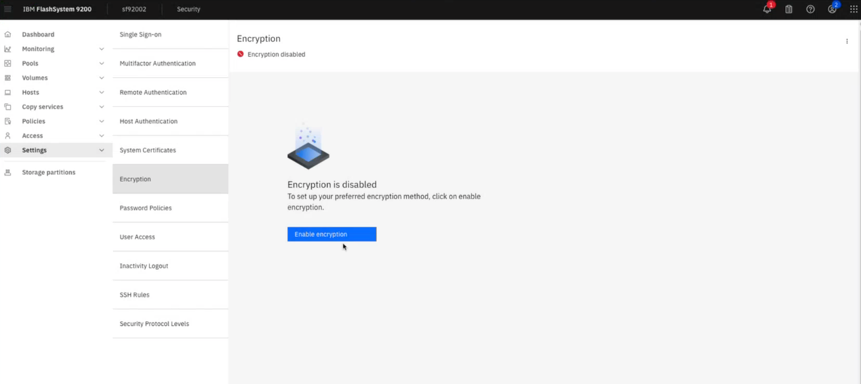 IBM FlashSystem 9200
sf92002
Security
1
2
Dashboard
Monitoring
Pools
Volumes
Hosts
Copy services
Policies
Access
Settings
Storage partitions
Single Sign-on
Multifactor Authentication
Remote Authentication
Host Authentication
System Certificates
Encryption
Password Policies
User Access
Inactivity Logout
SSH Rules
Security Protocol Levels
Encryption
Encryption disabled
Encryption is disabled
To set up your preferred encryption method, click on enable
encryption.
Enable encryption